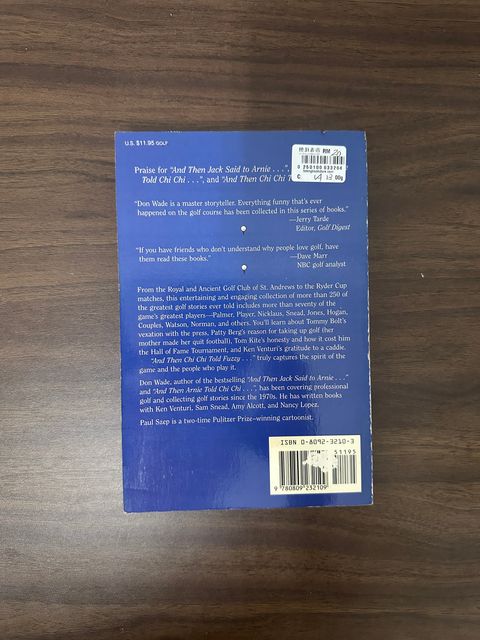 U.S. $11.95 GOLF
RM 20
Praise for "And Then Jack Said to Arnie . . .",
Told Chi Chi . . .", and "And Then Chi Chi T
"Don Wade is a master storyteller. Everything funny that's ever
happened on the golf course has been collected in this series of books."
—Jerry Tarde
Editor, Golf Digest
"If you have friends who don't understand why people love golf, have
them read these books."
—Dave Marr
NBC golf analyst
From the Royal and Ancient Golf Club of St. Andrews to the Ryder Cup
matches, this entertaining and engaging collection of more than 250 of
the greatest golf stories ever told includes more than seventy of the
game's greatest players—Palmer, Player, Nicklaus, Snead, Jones, Hogan,
Couples, Watson, Norman, and others. You'll learn about Tommy Bolt's
vexation with the press, Patty Berg's reason for taking up golf (her
mother made her quit football), Tom Kite's honesty and how it cost him
the Hall of Fame Tournament, and Ken Venturi's gratitude to a caddie.
"And Then Chi Chi Told Fuzzy . . ." truly captures the spirit of the
game and the people who play it.
Don Wade, author of the bestselling "And Then Jack Said to Arnie . . ."
and "And Then Arnie Told Chi Chi . . .", has been covering professional
golf and collecting golf stories since the 1970s. He has written books
with Ken Venturi, Sam Snead, Amy Alcott, and Nancy Lopez.
Paul Szep is a two-time Pulitzer Prize–winning cartoonist.
ISBN 0-8092-3210-3
51195
9 780809 232109